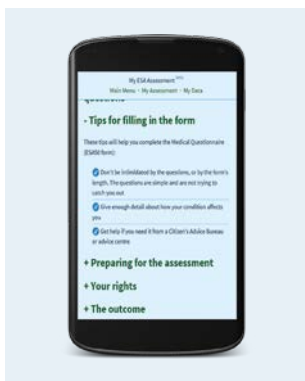 My ESA Assessment
Main Menu · My Assessment · My Data
questions
- Tips for filling in the form
These tips will help you complete the Medical Questionnaire
(ESA50 form):
Don't be intimidated by the questions, or by the form's
length. The questions are simple and are not trying to
catch you out
Give enough detail about how your condition affects
you
Get help if you need it from a Citizen's Advice Bureau
or advice centre
+ Preparing for the assessment
+ Your rights
+ The outcome